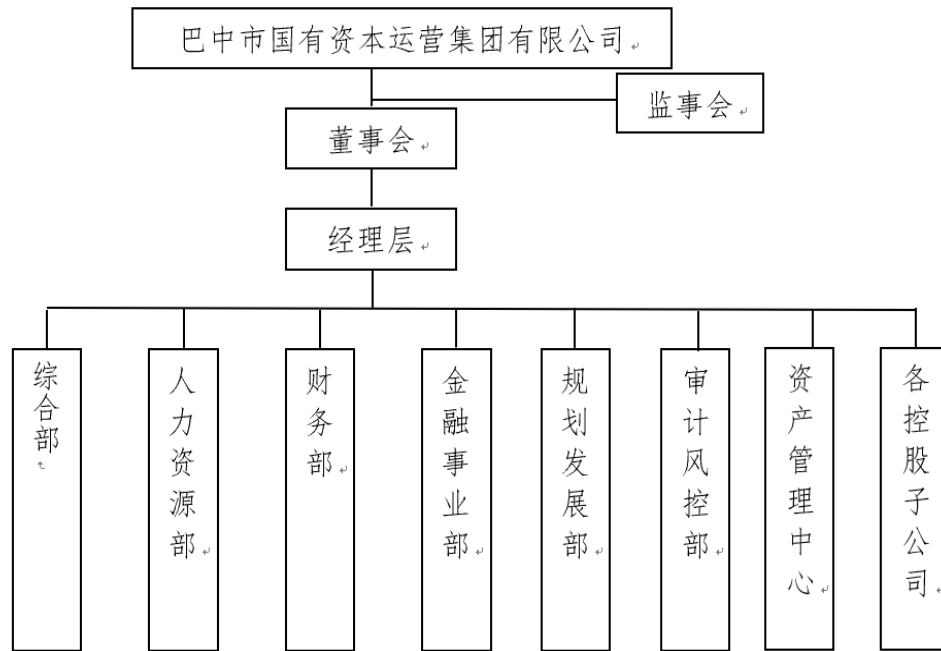 巴中市国有资本运营集团有限公司
监事会
董事会
经理层
综合部
人力资源部
财务部
金融事业部
规划发展部
审计风控部
资产管理中心
各控股子公司